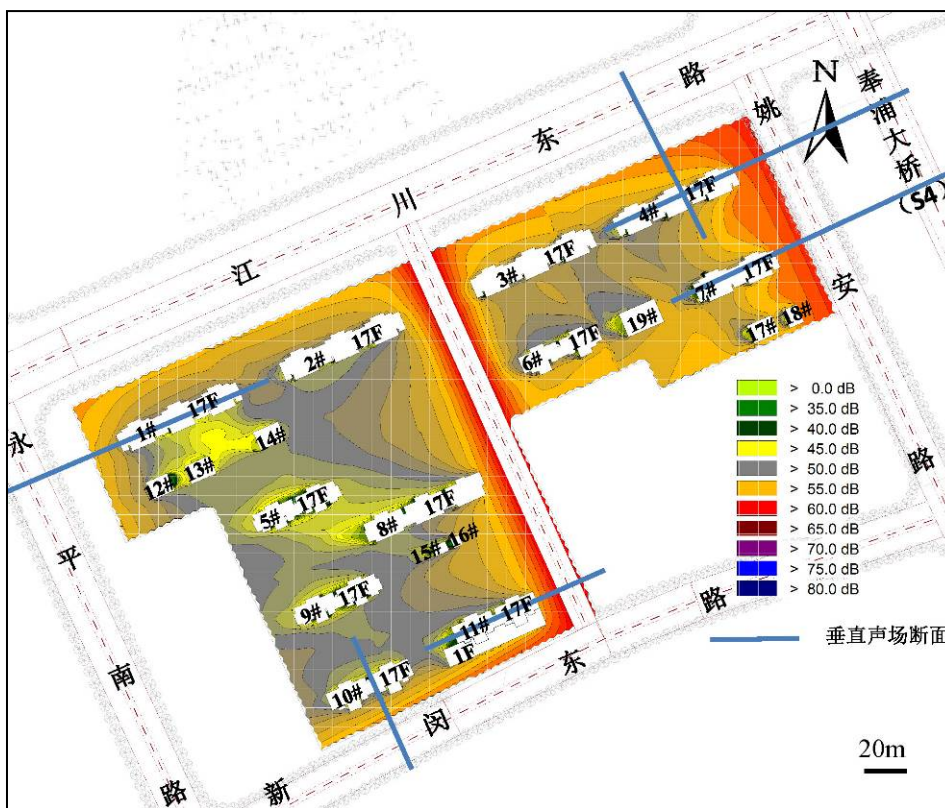 江川东路
姚安路
奉浦大桥
(S4)
N
4# 17F
3# 17F
7# 17F
17# 18#
19#
6# 17F
2# 17F
1# 17F
14#
13#
12#
5# 17F
8# 17F
15# 16#
9# 17F
11# 17F
1F
10# 17F
永平南路
新闵东路
> 0.0 dB
> 35.0 dB
> 40.0 dB
> 45.0 dB
> 50.0 dB
> 55.0 dB
> 60.0 dB
> 65.0 dB
> 70.0 dB
> 75.0 dB
> 80.0 dB
垂直声场断面
20m